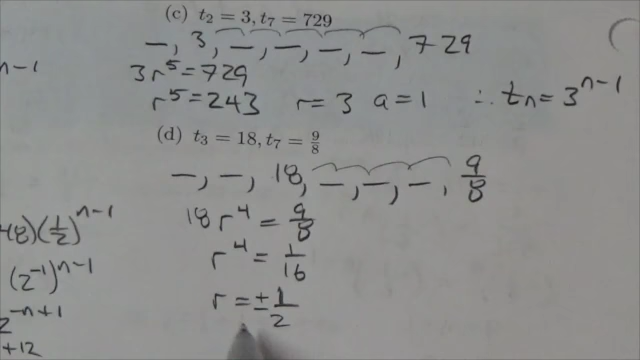 (c) t₂ = 3, t₇ = 729
—, 3, —, —, —, —, 729
3r⁵ = 729
r⁵ = 243 r = 3 a = 1 ∴ tn = 3ⁿ⁻¹
(d) t₃ = 18, t₇ = 9/8
—, —, 18, —, —, —, 9/8
18r⁴ = 9/8
r⁴ = 1/16
r = ±1/2
n-1
48)(1/2)ⁿ⁻¹
(2⁻¹)ⁿ⁻¹
2⁻ⁿ⁺¹
+12